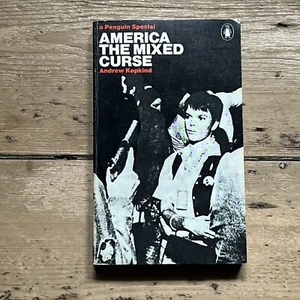 a Penguin Special
AMERICA
THE MIXED
CURSE
Andrew Kopkind